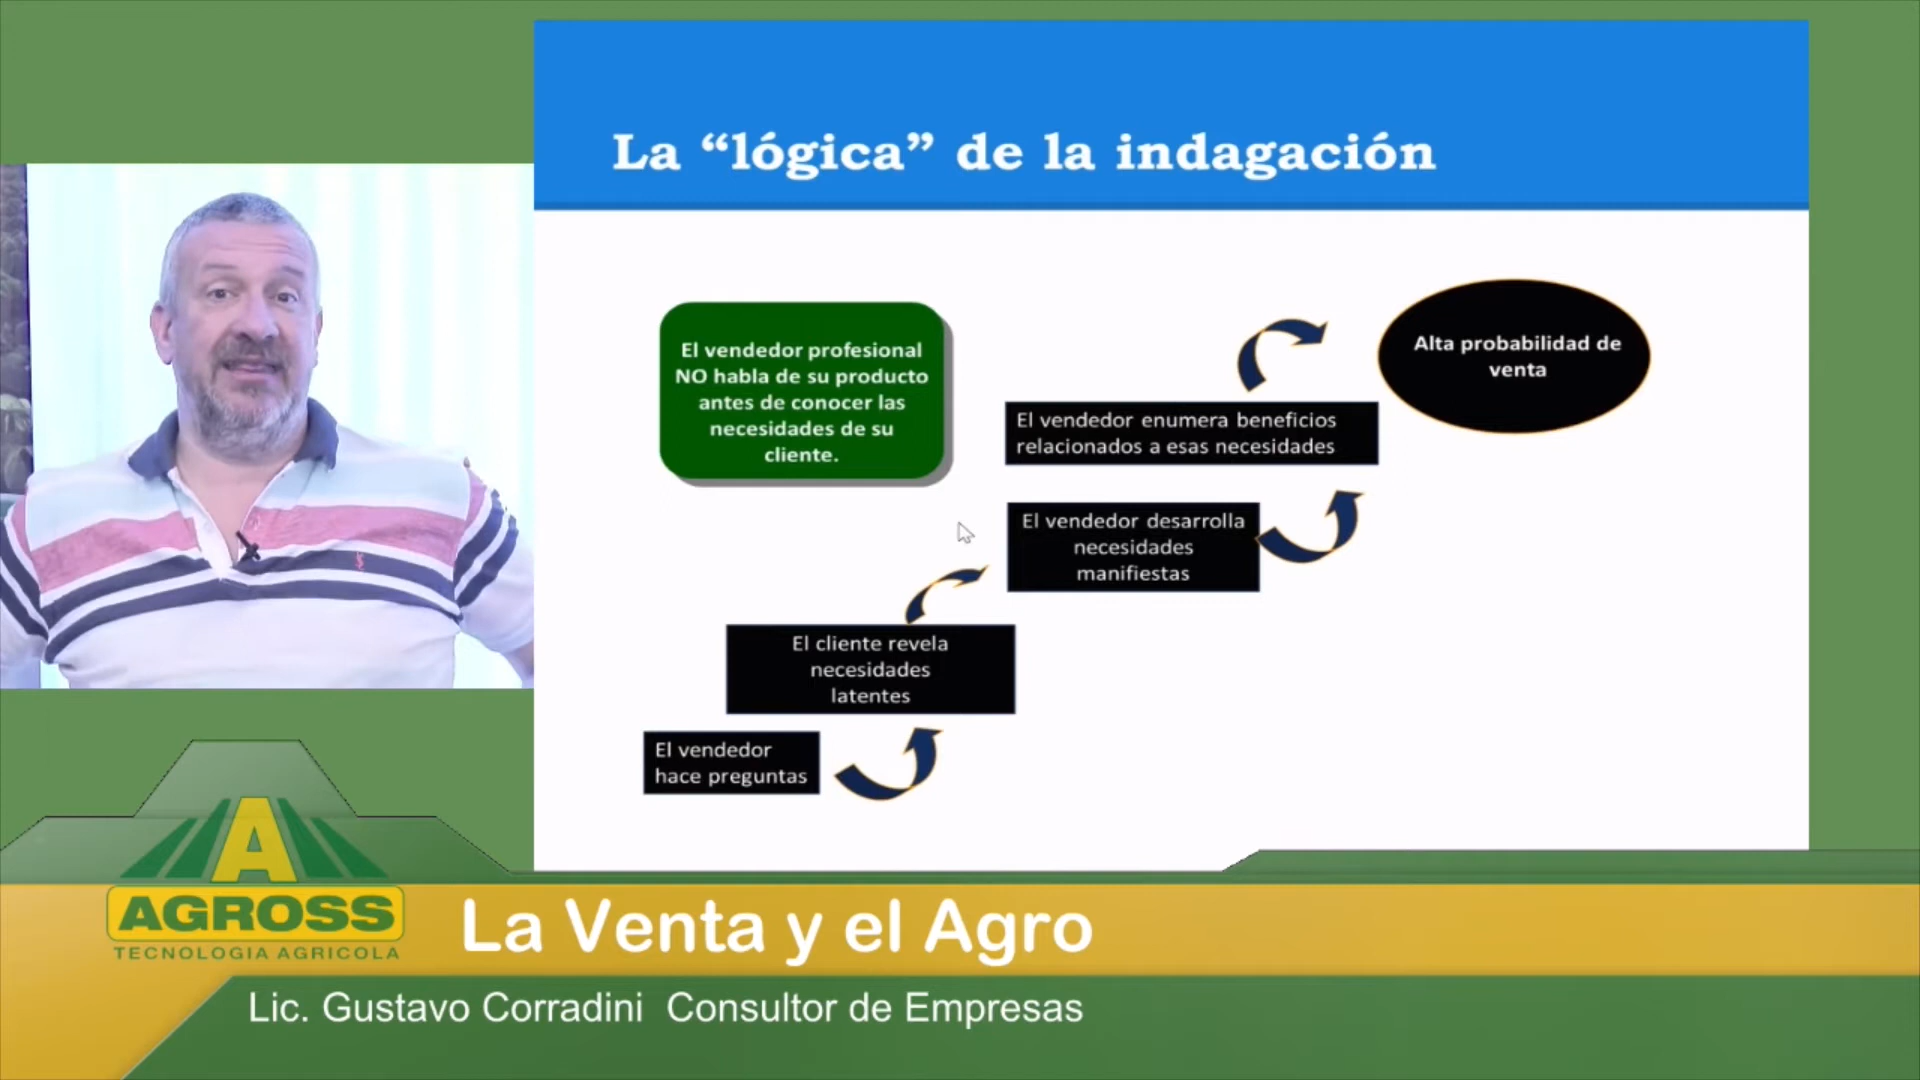 La “lógica” de la indagación
El vendedor profesional
NO habla de su producto
antes de conocer las
necesidades de su
cliente.
Alta probabilidad de
venta
El vendedor enumera beneficios
relacionados a esas necesidades
El vendedor desarrolla
necesidades
manifiestas
El cliente revela
necesidades
latentes
El vendedor
hace preguntas
A
AGROSS
TECNOLOGIA AGRICOLA
La Venta y el Agro
Lic. Gustavo Corradini Consultor de Empresas